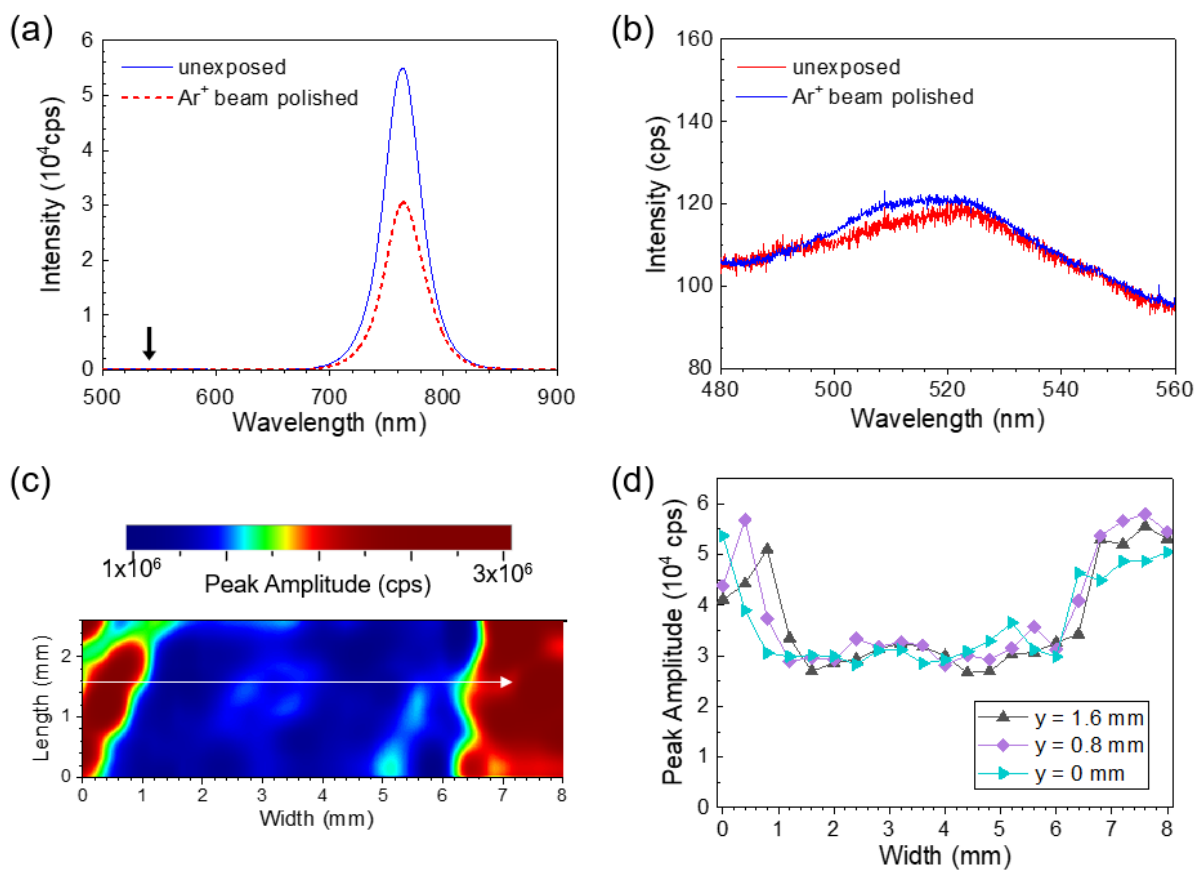 (a)
6
5
4
3
2
1
0
Intensity (10⁴cps)
unexposed
Ar⁺ beam polished
500 600 700 800 900
Wavelength (nm)
(b)
160
140
120
100
80
Intensity (cps)
unexposed
Ar⁺ beam polished
480 500 520 540 560
Wavelength (nm)
(c)
1x10⁶ 3x10⁶
Peak Amplitude (cps)
2
1
0
Length (mm)
0 1 2 3 4 5 6 7 8
Width (mm)
(d)
6
5
4
3
2
1
0
Peak Amplitude (10⁴ cps)
y = 1.6 mm
y = 0.8 mm
y = 0 mm
0 1 2 3 4 5 6 7 8
Width (mm)